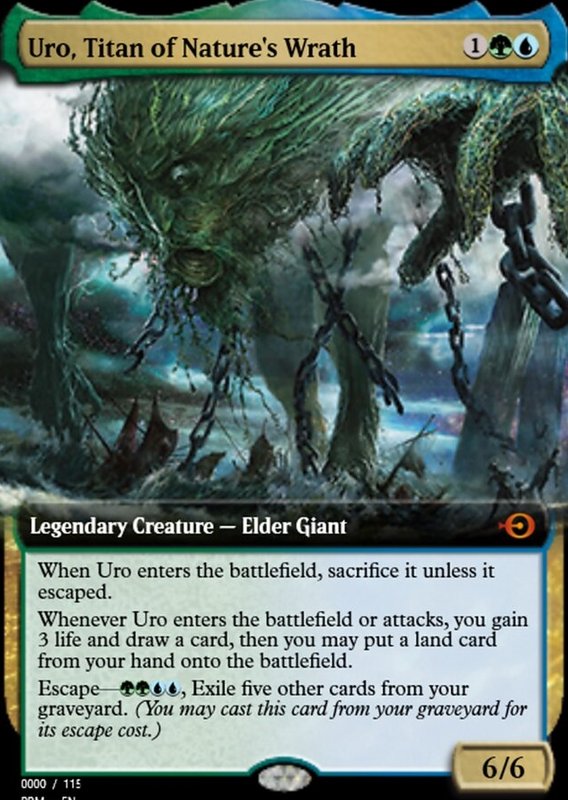 Uro, Titan of Nature's Wrath 1
Legendary Creature — Elder Giant
When Uro enters the battlefield, sacrifice it unless it
escaped.
Whenever Uro enters the battlefield or attacks, you gain
3 life and draw a card, then you may put a land card
from your hand onto the battlefield.
Escape—, Exile five other cards from your
graveyard. (You may cast this card from your graveyard for
its escape cost.)
6/6
0000 / 115